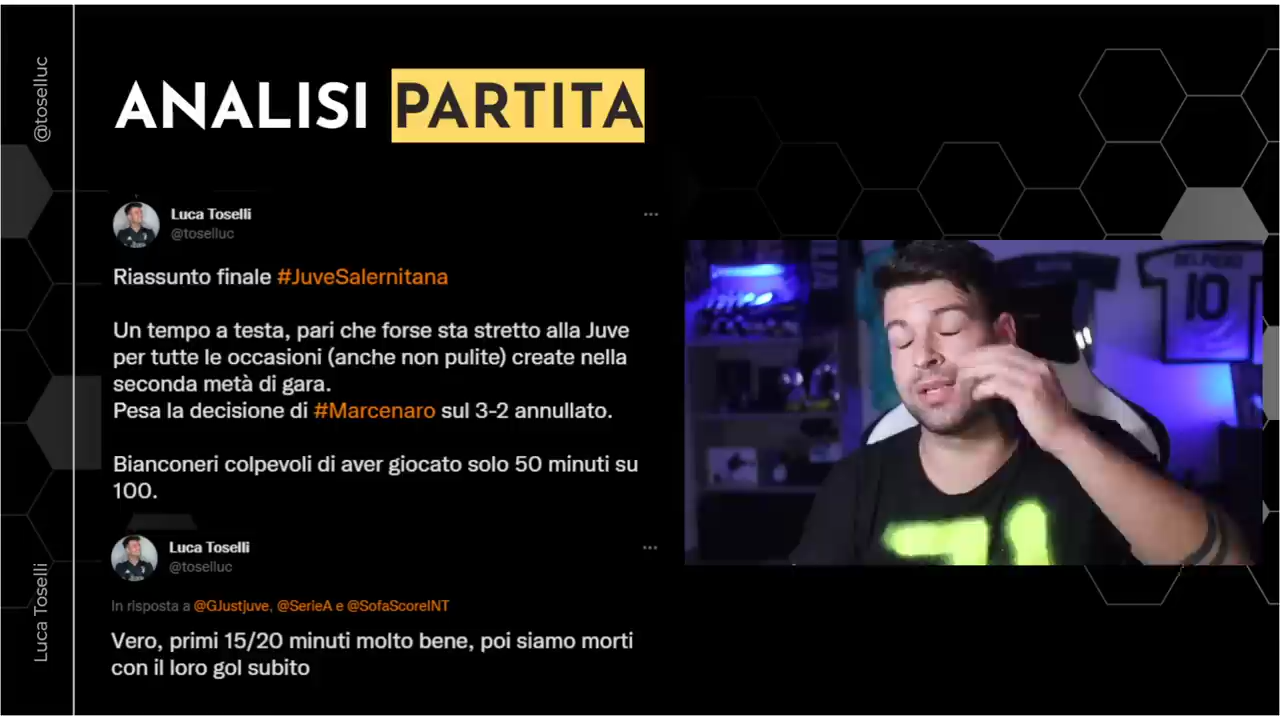 @toselluc
ANALISI PARTITA
Luca Toselli
@toselluc
Riassunto finale #JuveSalernitana
Un tempo a testa, pari che forse sta stretto alla Juve
per tutte le occasioni (anche non pulite) create nella
seconda metà di gara.
Pesa la decisione di #Marcenaro sul 3-2 annullato.
Bianconeri colpevoli di aver giocato solo 50 minuti su
100.
Luca Toselli
@toselluc
In risposta a @GJustjuve, @SerieA e @SofaScoreINT
Vero, primi 15/20 minuti molto bene, poi siamo morti
con il loro gol subito
Luca Toselli
DEL PIERO
10